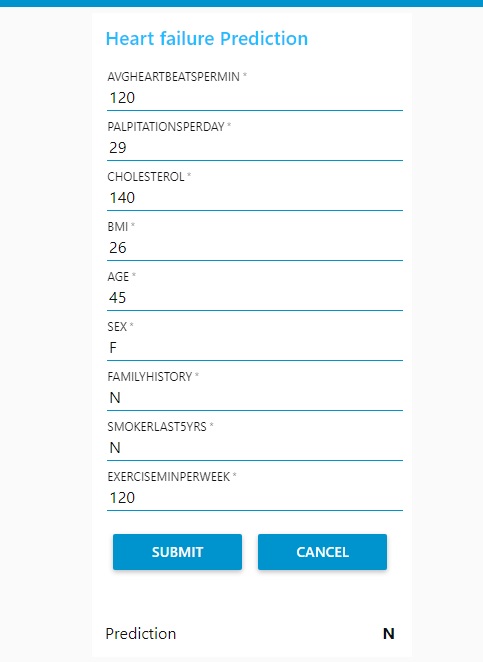 Heart failure Prediction
AVGHEARTBEATSPERMIN *
120
PALPITATIONSPERDAY *
29
CHOLESTEROL *
140
BMI *
26
AGE *
45
SEX *
F
FAMILYHISTORY *
N
SMOKERLAST5YRS *
N
EXERCISEMINPERWEEK *
120
SUBMIT CANCEL
Prediction N